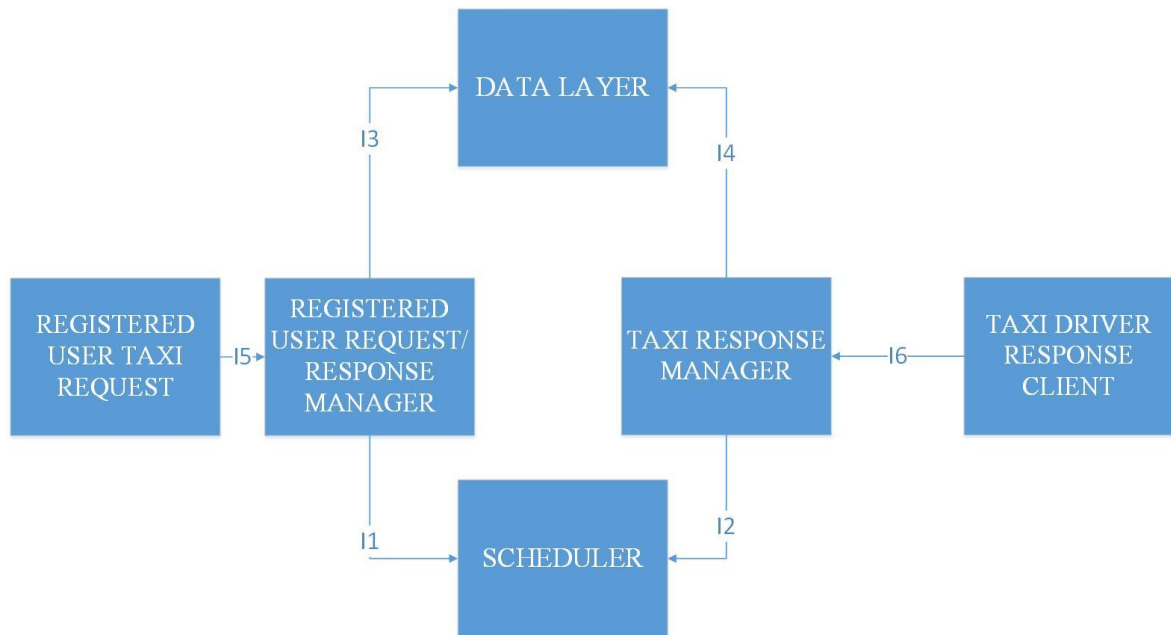 DATA LAYER
I3
I4
REGISTERED
USER TAXI
REQUEST
I5
REGISTERED
USER REQUEST/
RESPONSE
MANAGER
TAXI RESPONSE
MANAGER
I6
TAXI DRIVER
RESPONSE
CLIENT
I1
I2
SCHEDULER